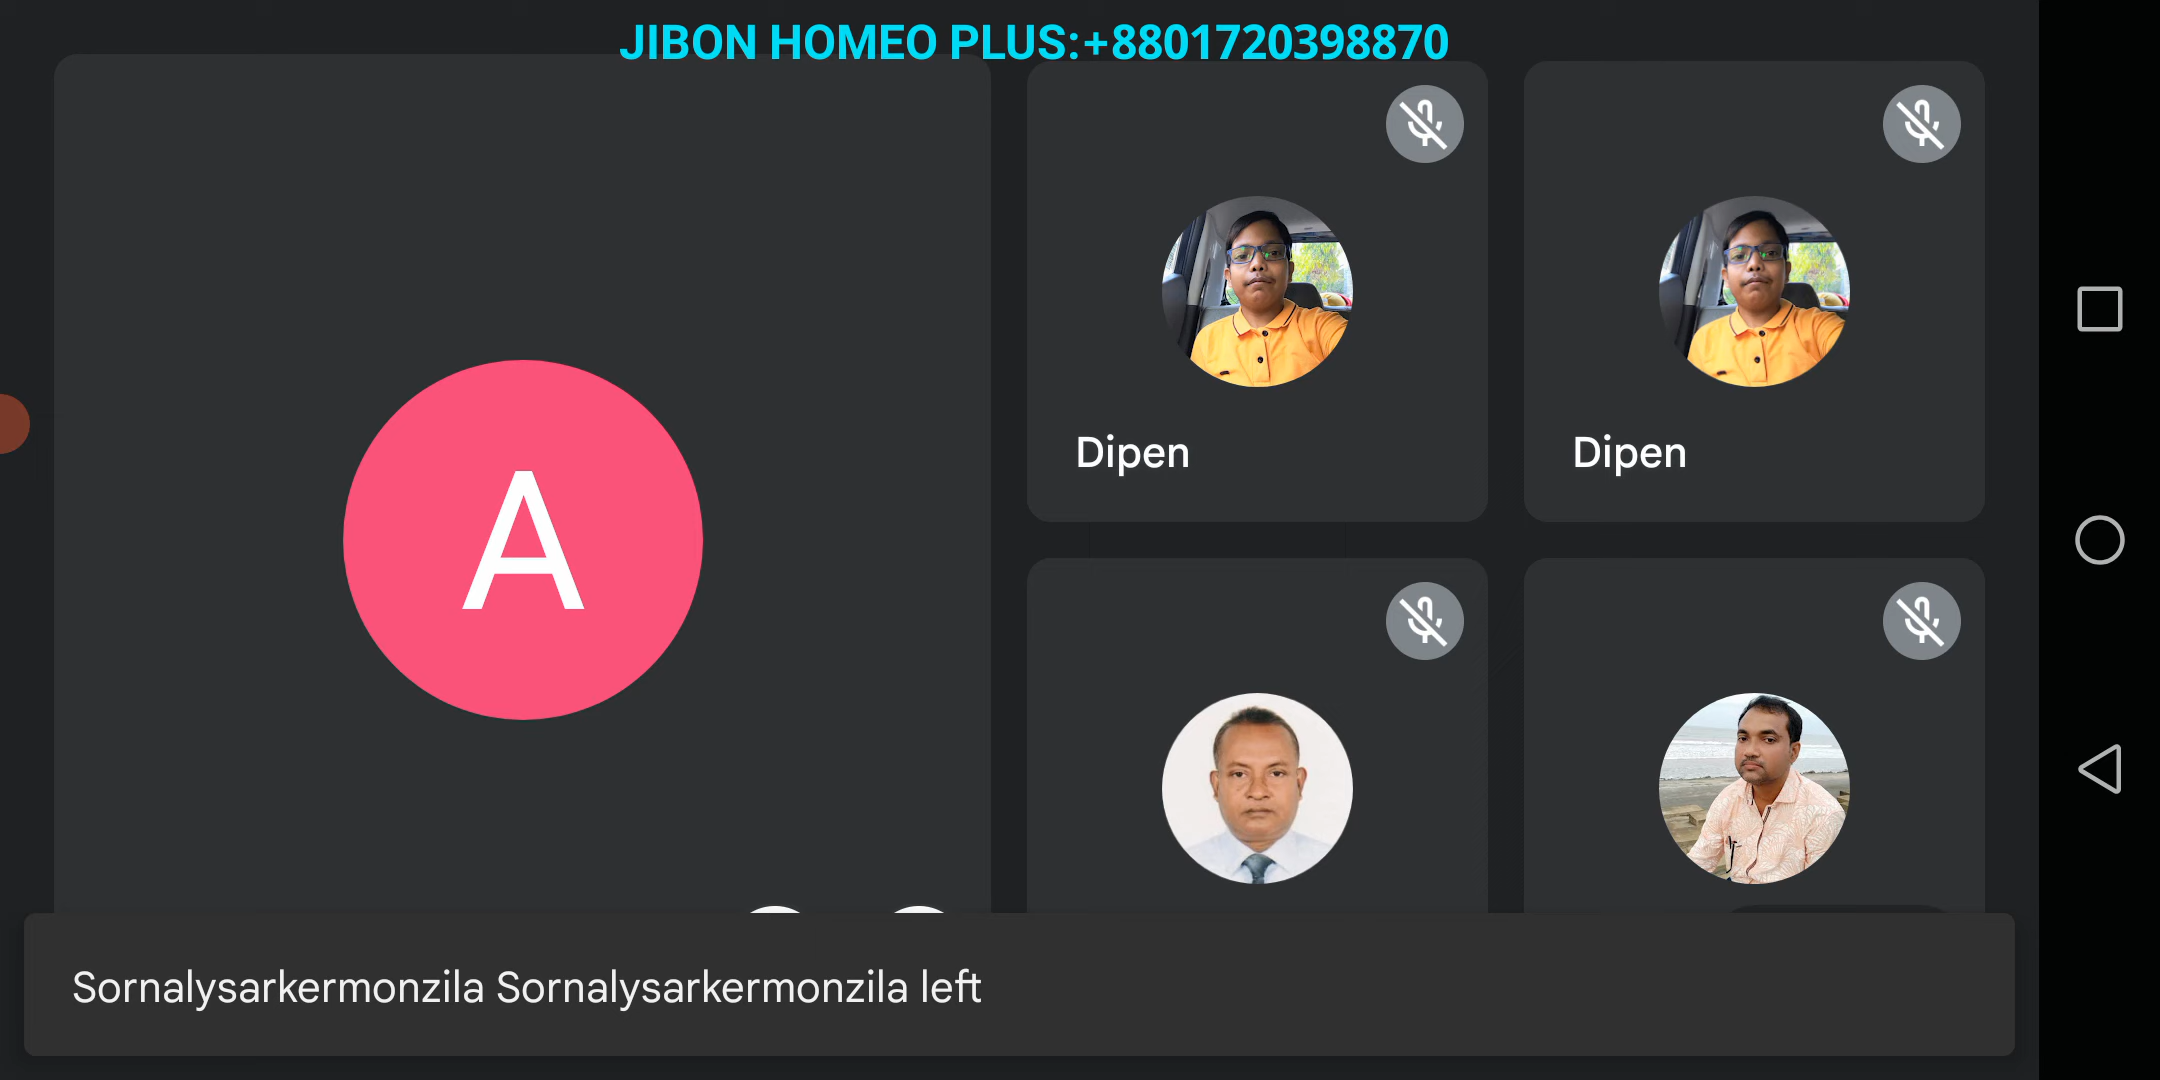 JIBON HOMEO PLUS:+8801720398870
A
Dipen
Dipen
Sornalysarkermonzila Sornalysarkermonzila left